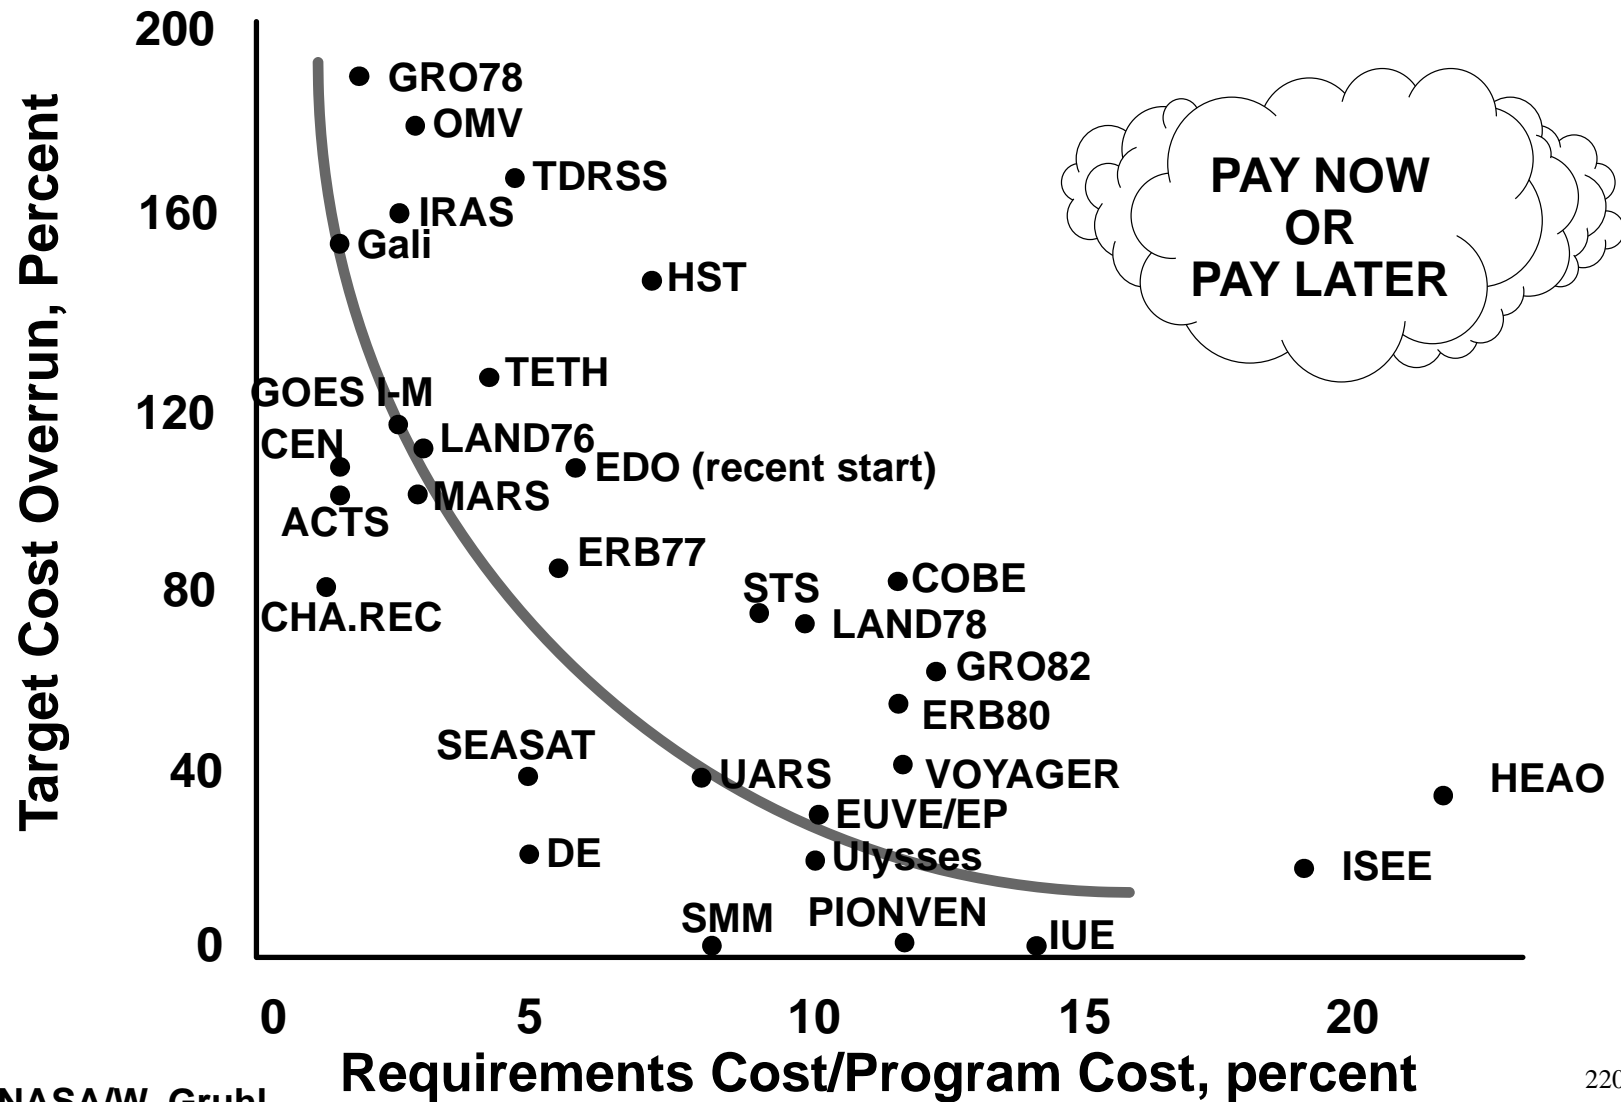 200
GRO78
OMV
TDRSS
160
IRAS
Gali
HST
PAY NOW
OR
PAY LATER
Target Cost Overrun, Percent
TETH
GOES I-M
120
CEN
LAND76
EDO (recent start)
MARS
ACTS
ERB77
80
STS
COBE
CHA.REC
LAND78
GRO82
ERB80
SEASAT
40
UARS
VOYAGER
HEAO
EUVE/EP
DE
Ulysses
ISEE
SMM
PIONVEN
IUE
0
0 5 10 15 20
Requirements Cost/Program Cost, percent
NASA/W. Gruhl
220